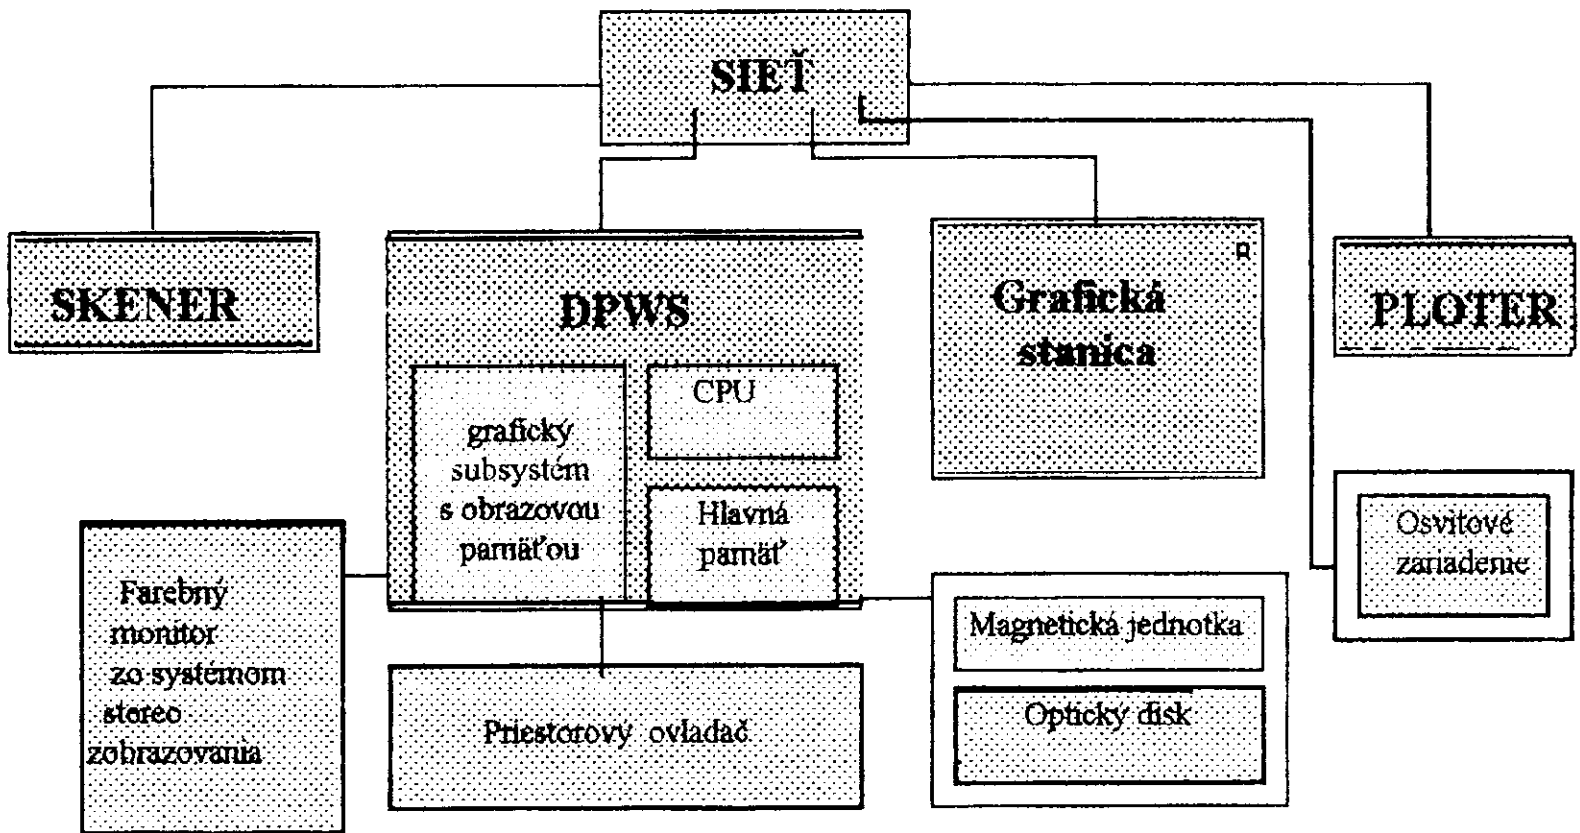 SIEŤ
SKENER
DPWS
Grafická
stanica
PLOTER
grafický
subsystém
s obrazovou
pamäťou
CPU
Hlavná
pamäť
Osvitové
zariadenie
Farebný
monitor
zo systémom
stereo
zobrazovania
Priestorový ovladač
Magnetická jednotka
Optický disk